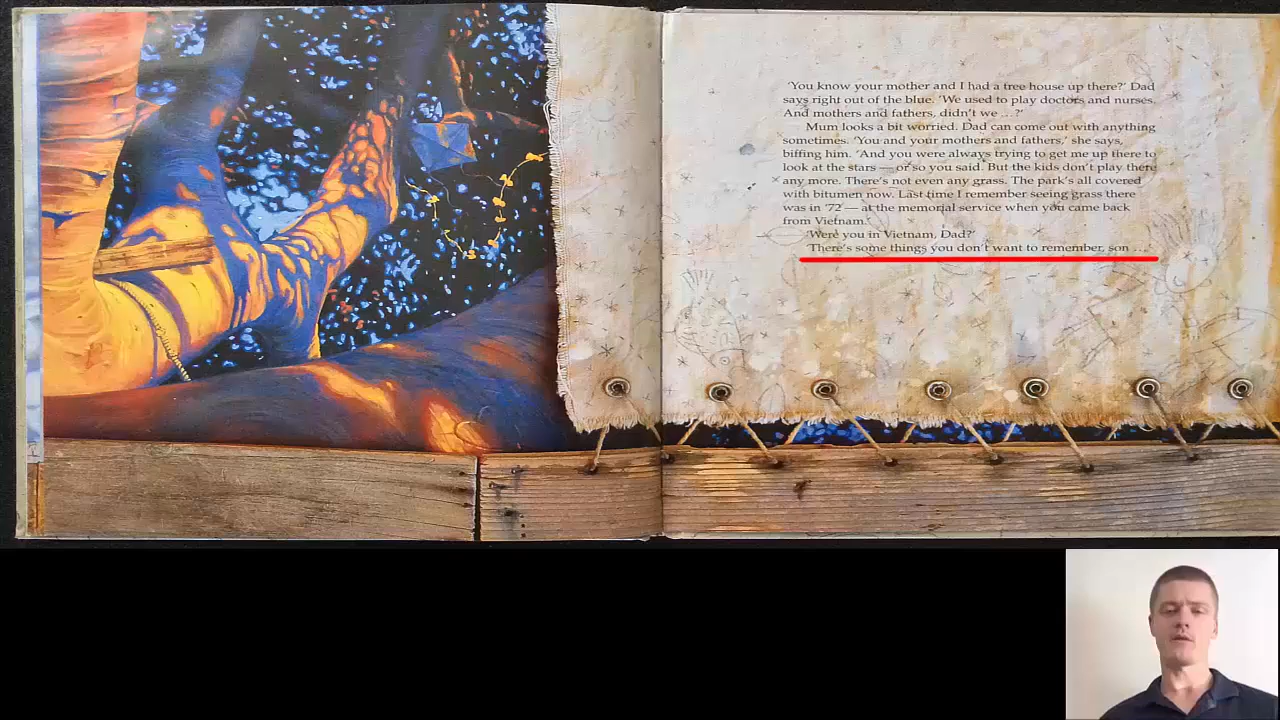 'You know your mother and I had a tree house up there?' Dad
says right out of the blue. 'We used to play doctors and nurses.
And mothers and fathers, didn't we ...?'
Mum looks a bit worried. Dad can come out with anything
sometimes. 'You and your mothers and fathers,' she says,
biffing him. 'And you were always trying to get me up there to
look at the stars — or so you said. But the kids don't play there
any more. There's not even any grass. The park's all covered
with bitumen now. Last time I remember seeing grass there
was in '72 — at the memorial service when you came back
from Vietnam.'
'Were you in Vietnam, Dad?'
'There's some things you don't want to remember, son ...'